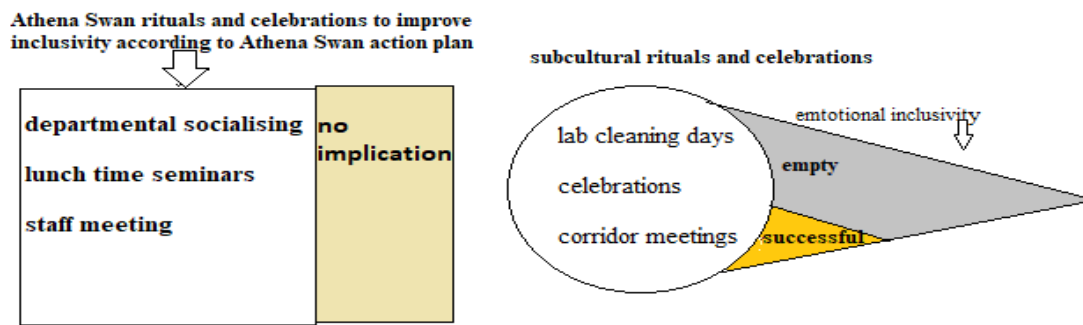 Athena Swan rituals and celebrations to improve
inclusivity according to Athena Swan action plan
departmental socialising
lunch time seminars
staff meeting
no
implication
subcultural rituals and celebrations
emtotional inclusivity
lab cleaning days
celebrations
corridor meetings
empty
successful